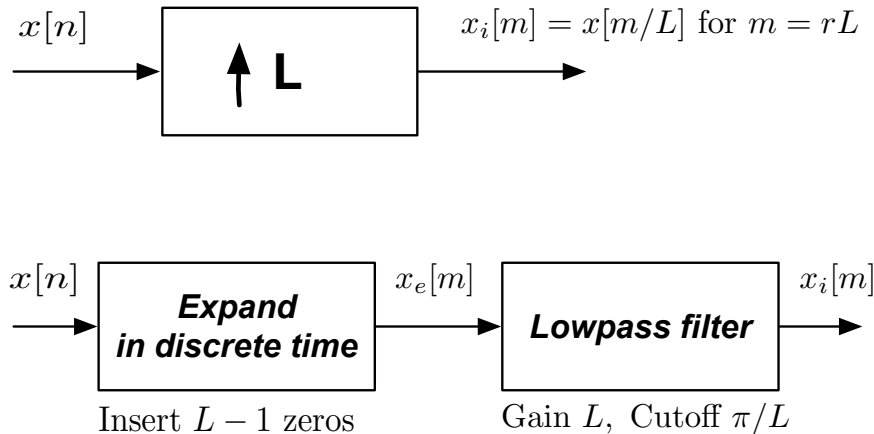 x[n]
x_i[m] = x[m/L] for m = rL
↑ L
x[n]
Expand
in discrete time
x_e[m]
Lowpass filter
x_i[m]
Insert L − 1 zeros
Gain L, Cutoff π/L